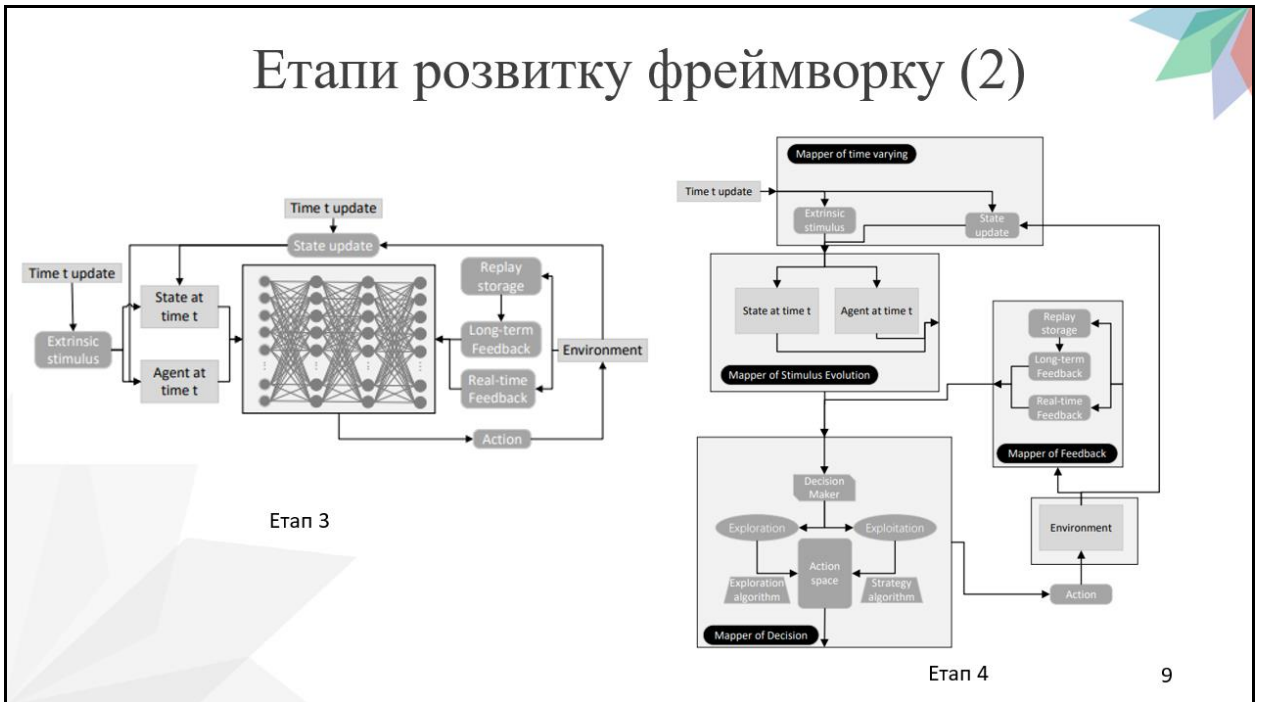 Етапи розвитку фреймворку (2)
Time t update
State update
Time t update
State at
time t
Extrinsic
stimulus
Agent at
time t
Replay
storage
Long-term
Feedback
Real-time
Feedback
Environment
Action
Етап 3
Mapper of time varying
Time t update
Extrinsic
stimulus
State
update
State at time t
Agent at time t
Mapper of Stimulus Evolution
Replay
storage
Long-term
Feedback
Real-time
Feedback
Mapper of Feedback
Decision
Maker
Exploration
Exploitation
Action
space
Exploration
algorithm
Strategy
algorithm
Mapper of Decision
Environment
Action
Етап 4
9